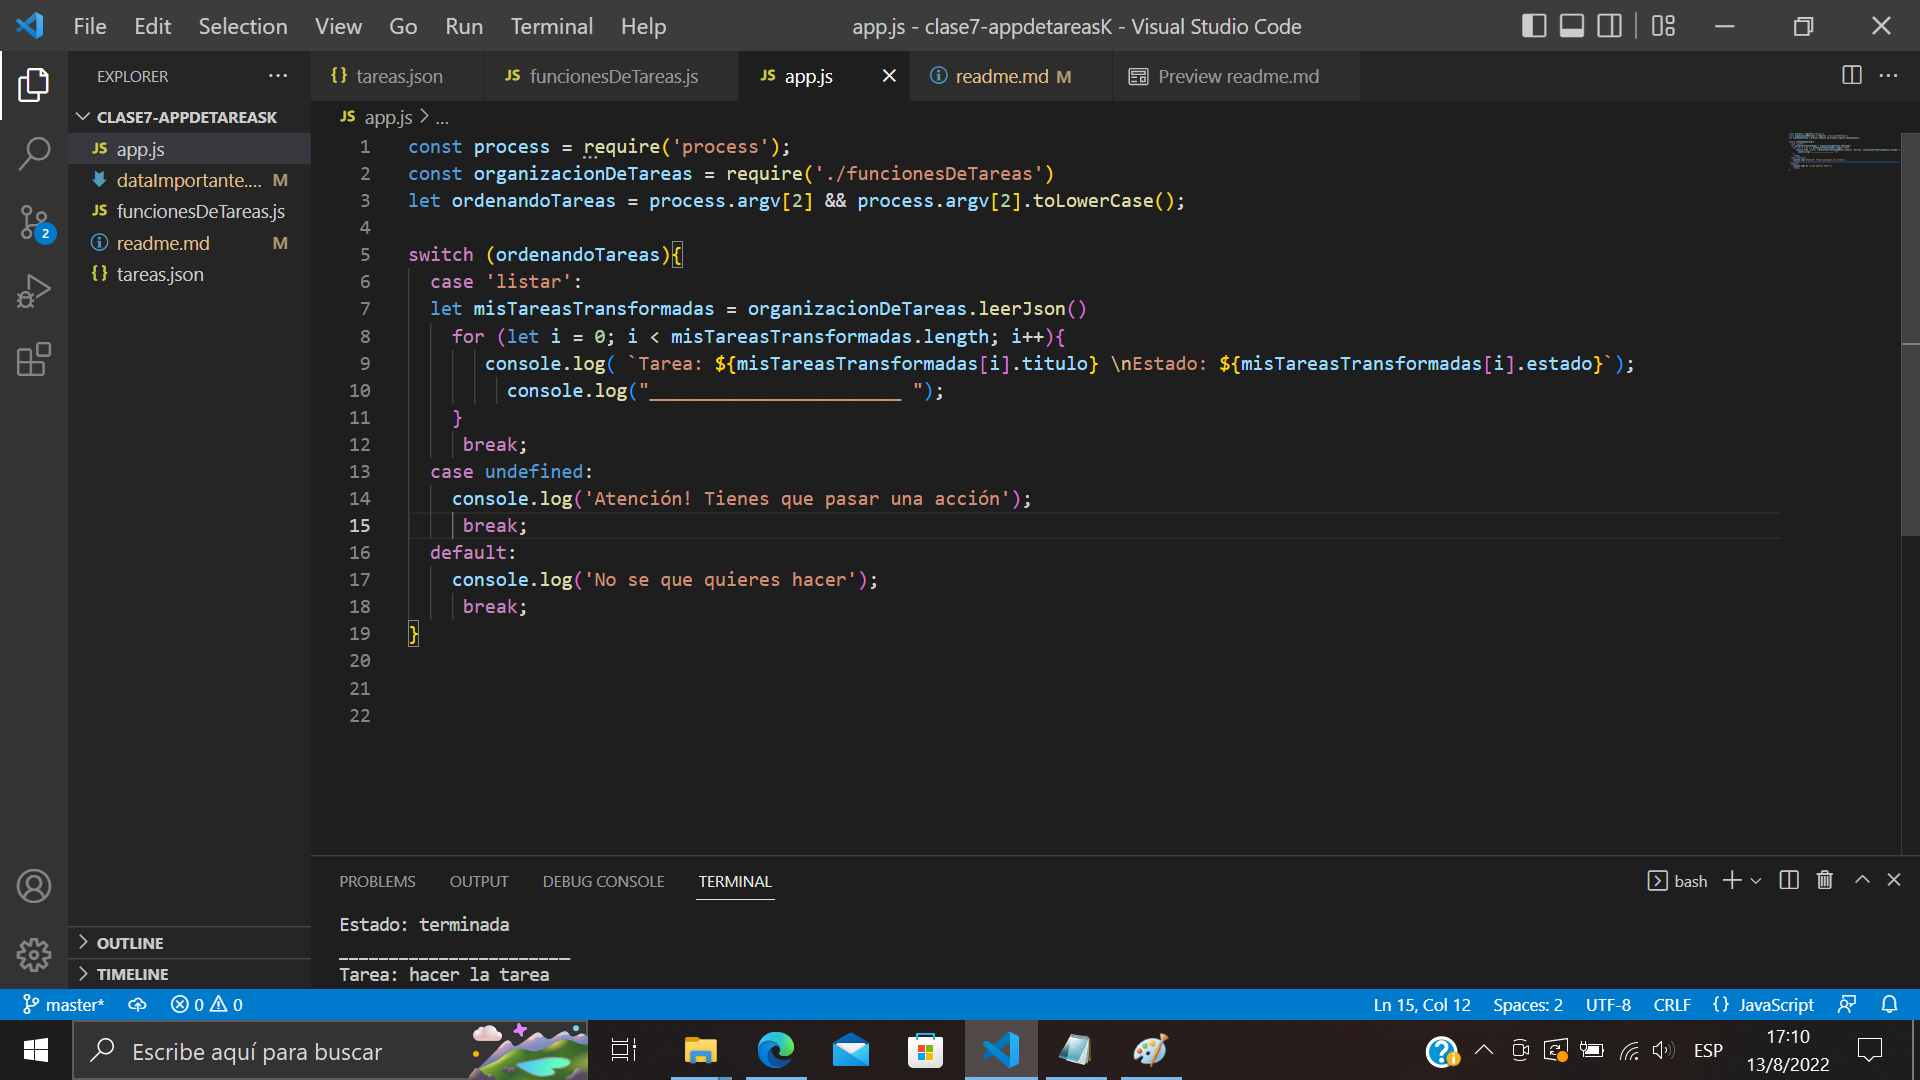 File Edit Selection View Go Run Terminal Help
app.js - clase7-appdetareasK - Visual Studio Code
EXPLORER
CLASE7-APPDETAREASK
JS app.js
dataImportante.... M
JS funcionesDeTareas.js
readme.md M
{} tareas.json
OUTLINE
TIMELINE
2
{} tareas.json
JS funcionesDeTareas.js
JS app.js
readme.md M
Preview readme.md
JS app.js > ...
1 const process = require('process');
2 const organizacionDeTareas = require('./funcionesDeTareas')
3 let ordenandoTareas = process.argv[2] && process.argv[2].toLowerCase();
4
5 switch (ordenandoTareas){
6 case 'listar':
7 let misTareasTransformadas = organizacionDeTareas.leerJson()
8 for (let i = 0; i < misTareasTransformadas.length; i++){
9 console.log( `Tarea: ${misTareasTransformadas[i].titulo} \nEstado: ${misTareasTransformadas[i].estado}`);
10 console.log("_______________________ ");
11 }
12 break;
13 case undefined:
14 console.log('Atención! Tienes que pasar una acción');
15 break;
16 default:
17 console.log('No se que quieres hacer');
18 break;
19 }
20
21
22
PROBLEMS OUTPUT DEBUG CONSOLE TERMINAL
bash
Estado: terminada
_______________________
Tarea: hacer la tarea
master* 0 0
Ln 15, Col 12 Spaces: 2 UTF-8 CRLF {} JavaScript
Escribe aquí para buscar
ESP
17:10
13/8/2022